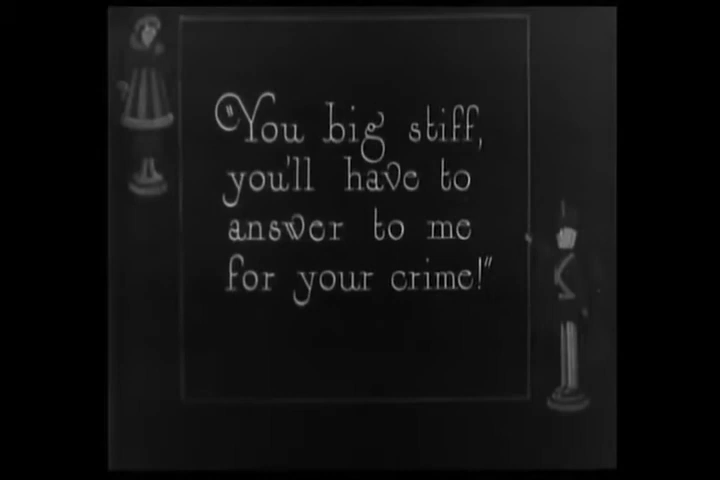 "You big stiff,
you'll have to
answer to me
for your crime!"